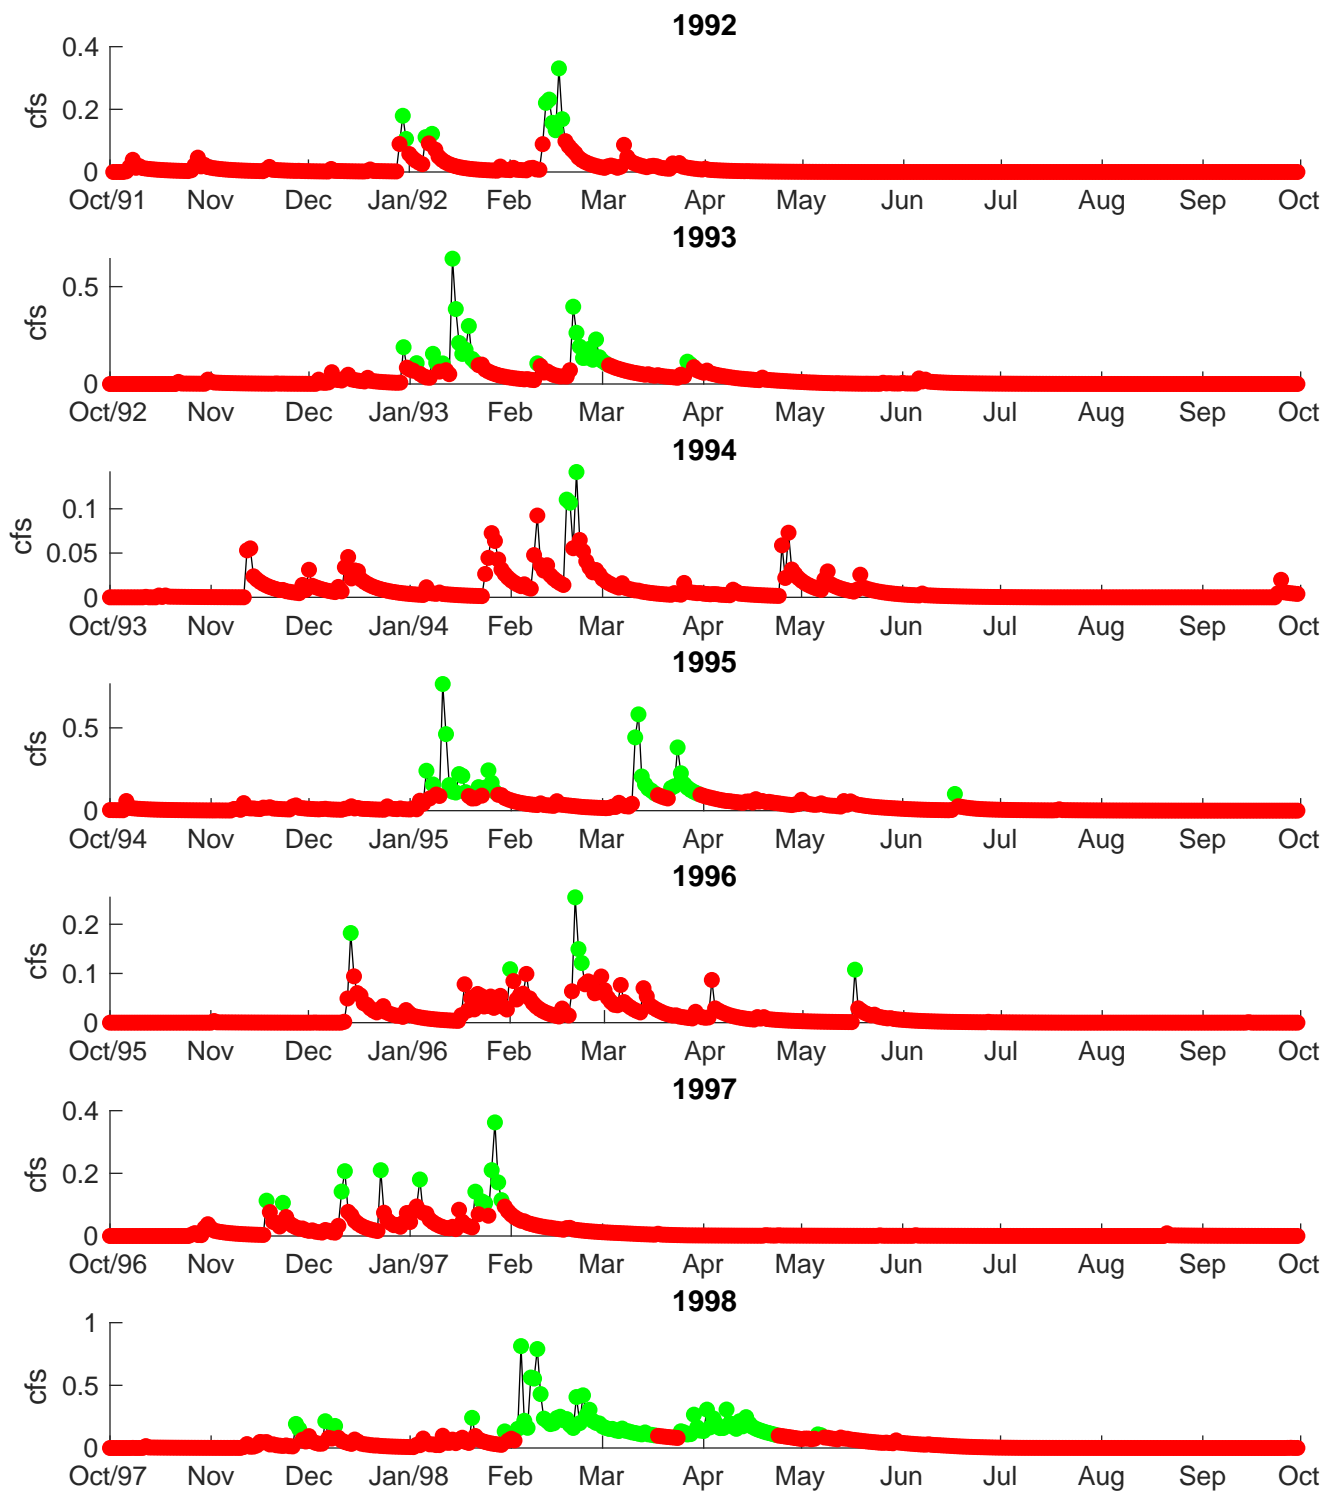 1992
0.4
0.2
0
cfs
Oct/91 Nov Dec Jan/92 Feb Mar Apr May Jun Jul Aug Sep Oct
1993
0.5
0
cfs
Oct/92 Nov Dec Jan/93 Feb Mar Apr May Jun Jul Aug Sep Oct
1994
0.1
0.05
0
cfs
Oct/93 Nov Dec Jan/94 Feb Mar Apr May Jun Jul Aug Sep Oct
1995
0.5
0
cfs
Oct/94 Nov Dec Jan/95 Feb Mar Apr May Jun Jul Aug Sep Oct
1996
0.2
0.1
0
cfs
Oct/95 Nov Dec Jan/96 Feb Mar Apr May Jun Jul Aug Sep Oct
1997
0.4
0.2
0
cfs
Oct/96 Nov Dec Jan/97 Feb Mar Apr May Jun Jul Aug Sep Oct
1998
1
0.5
0
cfs
Oct/97 Nov Dec Jan/98 Feb Mar Apr May Jun Jul Aug Sep Oct